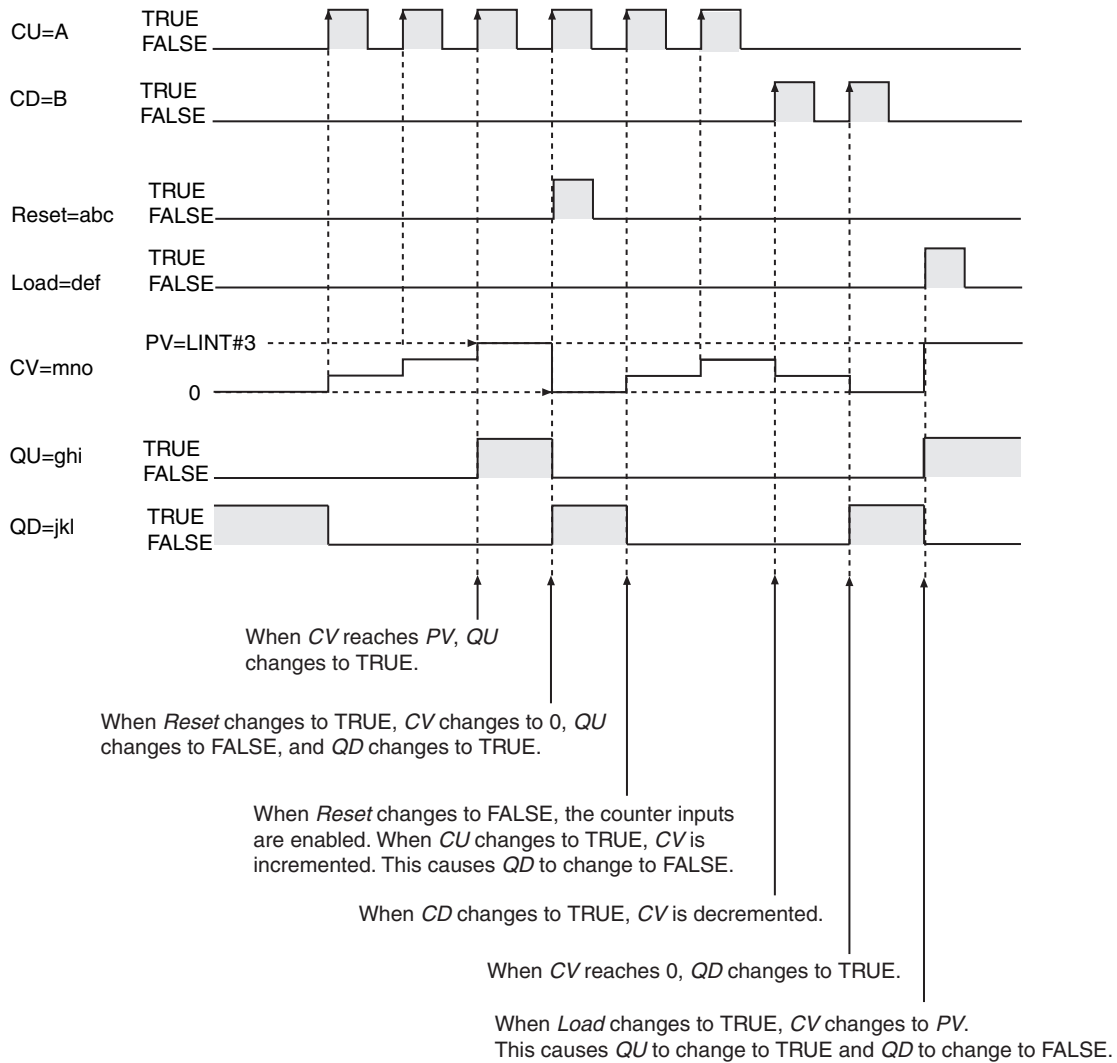 CU=A
TRUE
FALSE
CD=B
TRUE
FALSE
Reset=abc
TRUE
FALSE
Load=def
TRUE
FALSE
CV=mno
PV=LINT#3
0
QU=ghi
TRUE
FALSE
QD=jkl
TRUE
FALSE
When CV reaches PV, QU
changes to TRUE.
When Reset changes to TRUE, CV changes to 0, QU
changes to FALSE, and QD changes to TRUE.
When Reset changes to FALSE, the counter inputs
are enabled. When CU changes to TRUE, CV is
incremented. This causes QD to change to FALSE.
When CD changes to TRUE, CV is decremented.
When CV reaches 0, QD changes to TRUE.
When Load changes to TRUE, CV changes to PV.
This causes QU to change to TRUE and QD to change to FALSE.